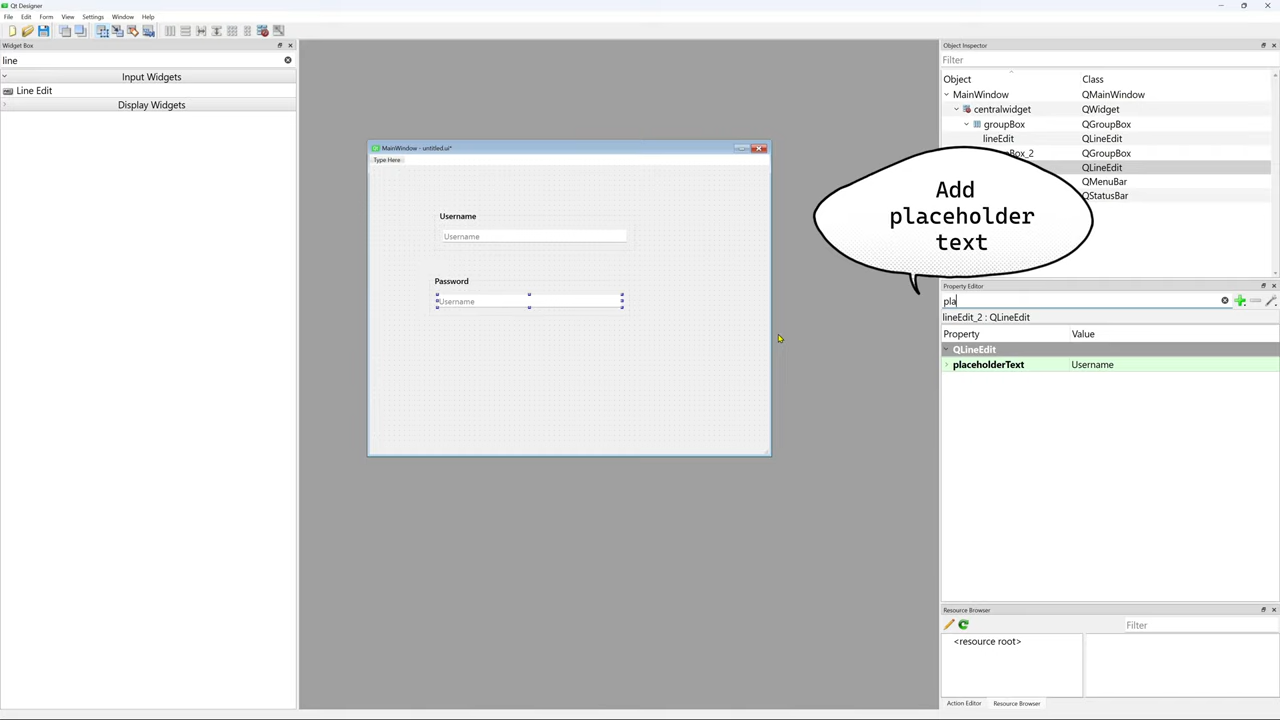 Qt Designer
File Edit Form View Settings Window Help
Widget Box
line
Input Widgets
Line Edit
Display Widgets
MainWindow - untitled.ui*
Type Here
Username
Username
Password
Username
Object Inspector
Filter
Object Class
MainWindow QMainWindow
centralwidget QWidget
groupBox QGroupBox
lineEdit QLineEdit
Box_2 QGroupBox
QLineEdit
QMenuBar
QStatusBar
Add
placeholder
text
Property Editor
pla
lineEdit_2 : QLineEdit
Property Value
QLineEdit
placeholderText Username
Resource Browser
Filter
<resource root>
Action Editor Resource Browser